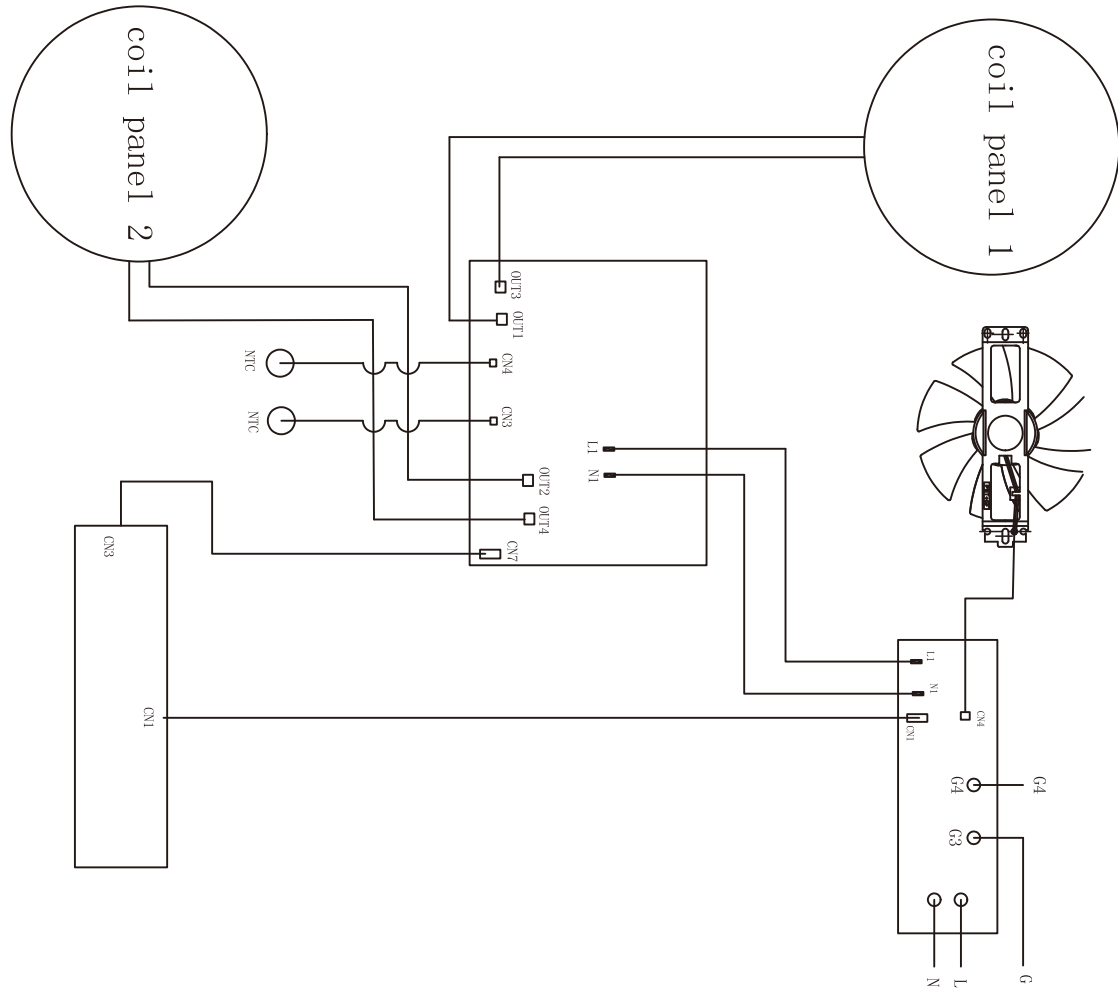 coil panel 2
coil panel 1
OUT3
OUT1
NTC
CN4
NTC
CN3
L1
N1
OUT2
OUT4
CN7
CN3
CN1
L1
N1
CN4
CN1
G4
G4
G3
N
L
G